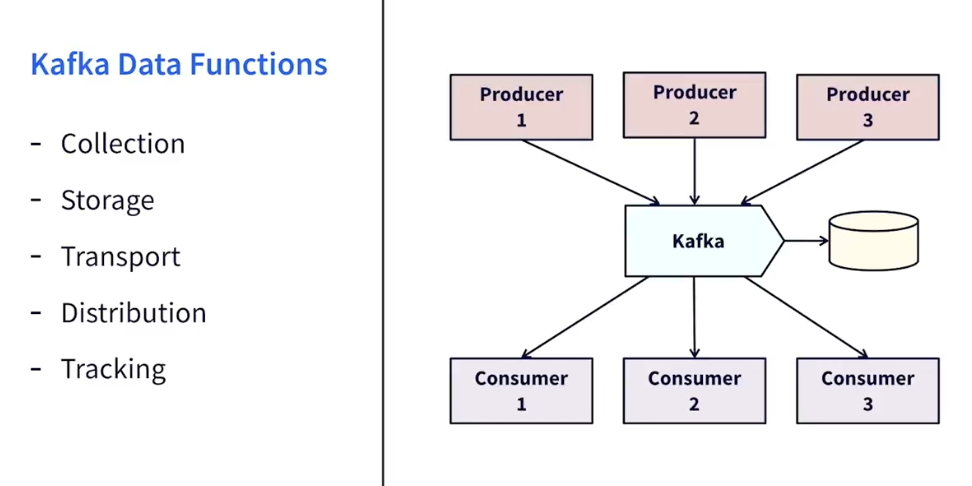 Kafka Data Functions
- Collection
- Storage
- Transport
- Distribution
- Tracking
Producer
1
Producer
2
Producer
3
Kafka
Consumer
1
Consumer
2
Consumer
3